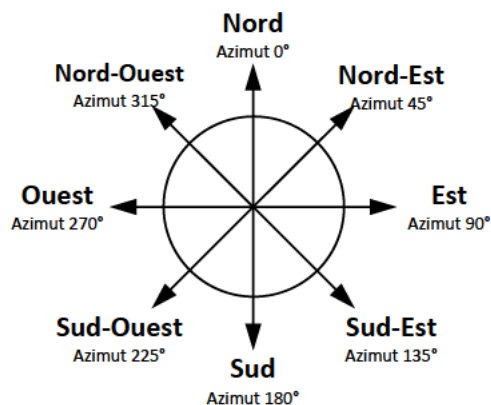 Nord
Azimut 0°
Nord-Ouest
Azimut 315°
Nord-Est
Azimut 45°
Ouest
Azimut 270°
Est
Azimut 90°
Sud-Ouest
Azimut 225°
Sud-Est
Azimut 135°
Sud
Azimut 180°